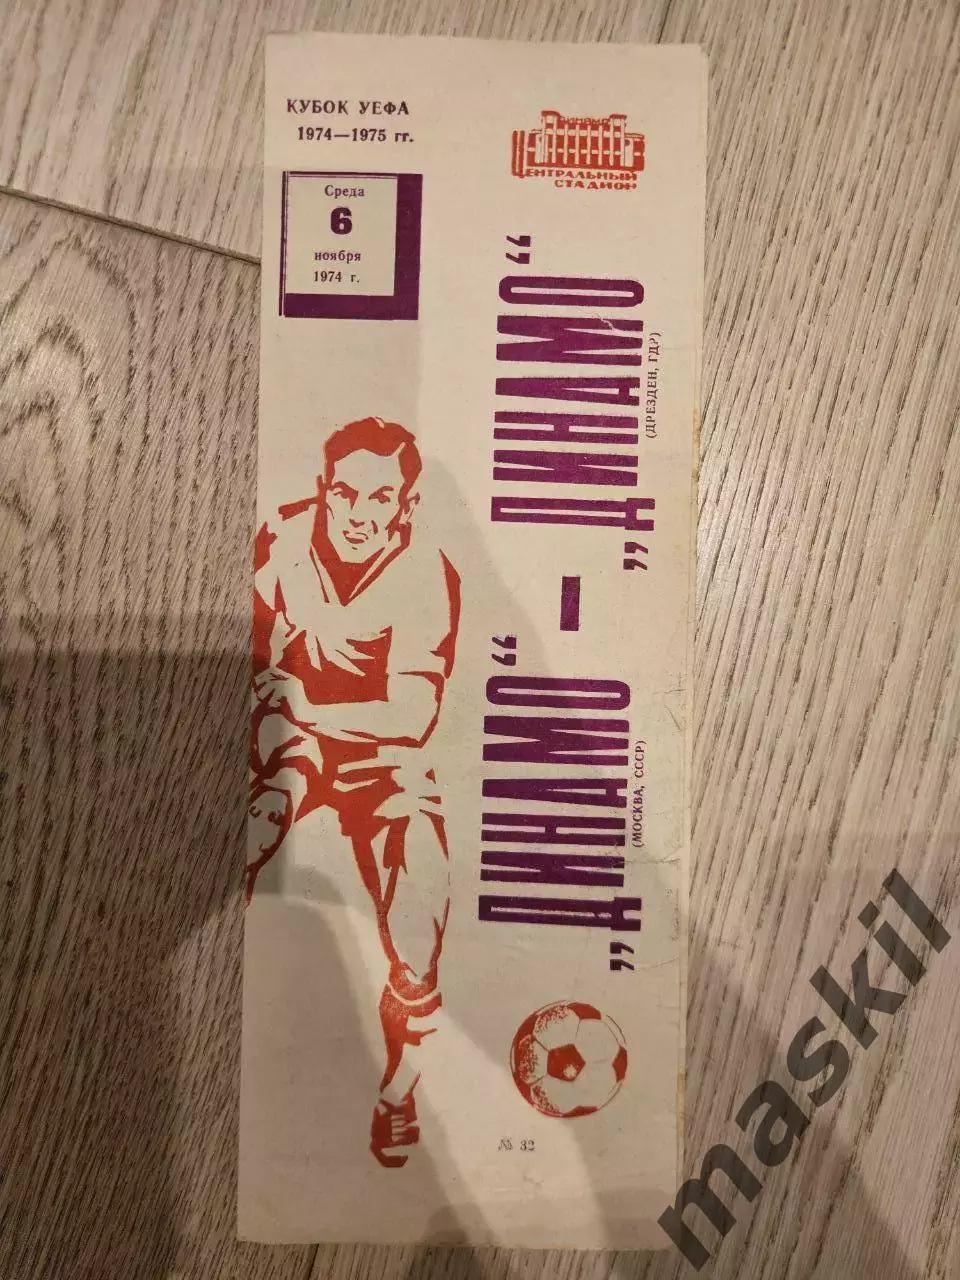 КУБОК УЕФА
1974—1975 гг.
Среда
6
ноября
1974 г.
ДИНАМО
ЦЕНТРАЛЬНЫЙ
СТАДИОН
„ДИНАМО“ – „ДИНАМО“
(МОСКВА, СССР)
(ДРЕЗДЕН, ГДР)
№ 32
maskil